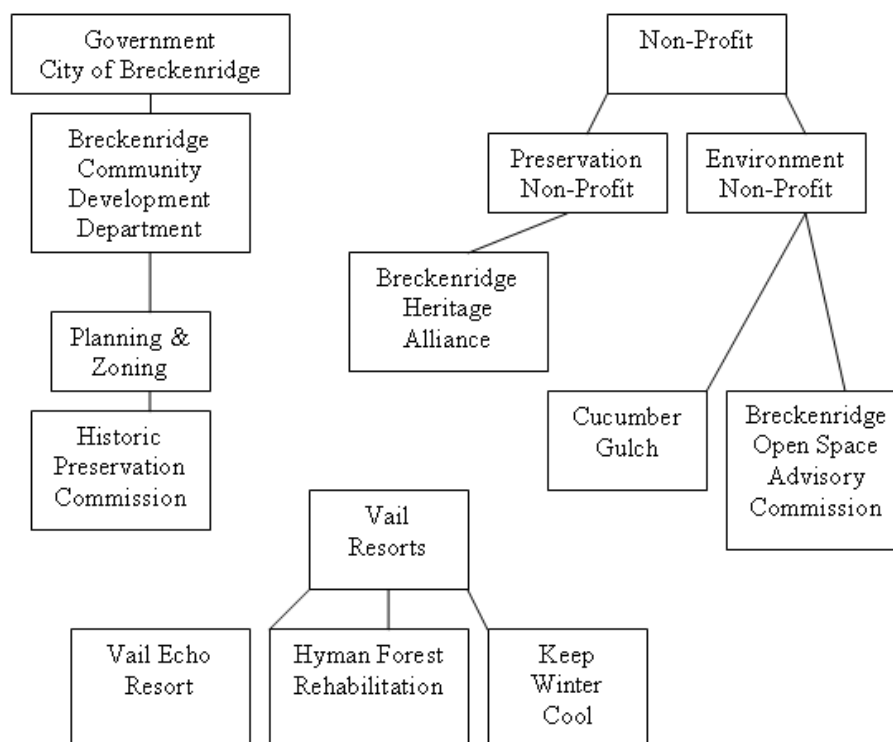 Government
City of Breckenridge
Breckenridge
Community
Development
Department
Planning &
Zoning
Historic
Preservation
Commission
Non-Profit
Preservation
Non-Profit
Environment
Non-Profit
Breckenridge
Heritage
Alliance
Cucumber
Gulch
Breckenridge
Open Space
Advisory
Commission
Vail
Resorts
Vail Echo
Resort
Hyman Forest
Rehabilitation
Keep
Winter
Cool